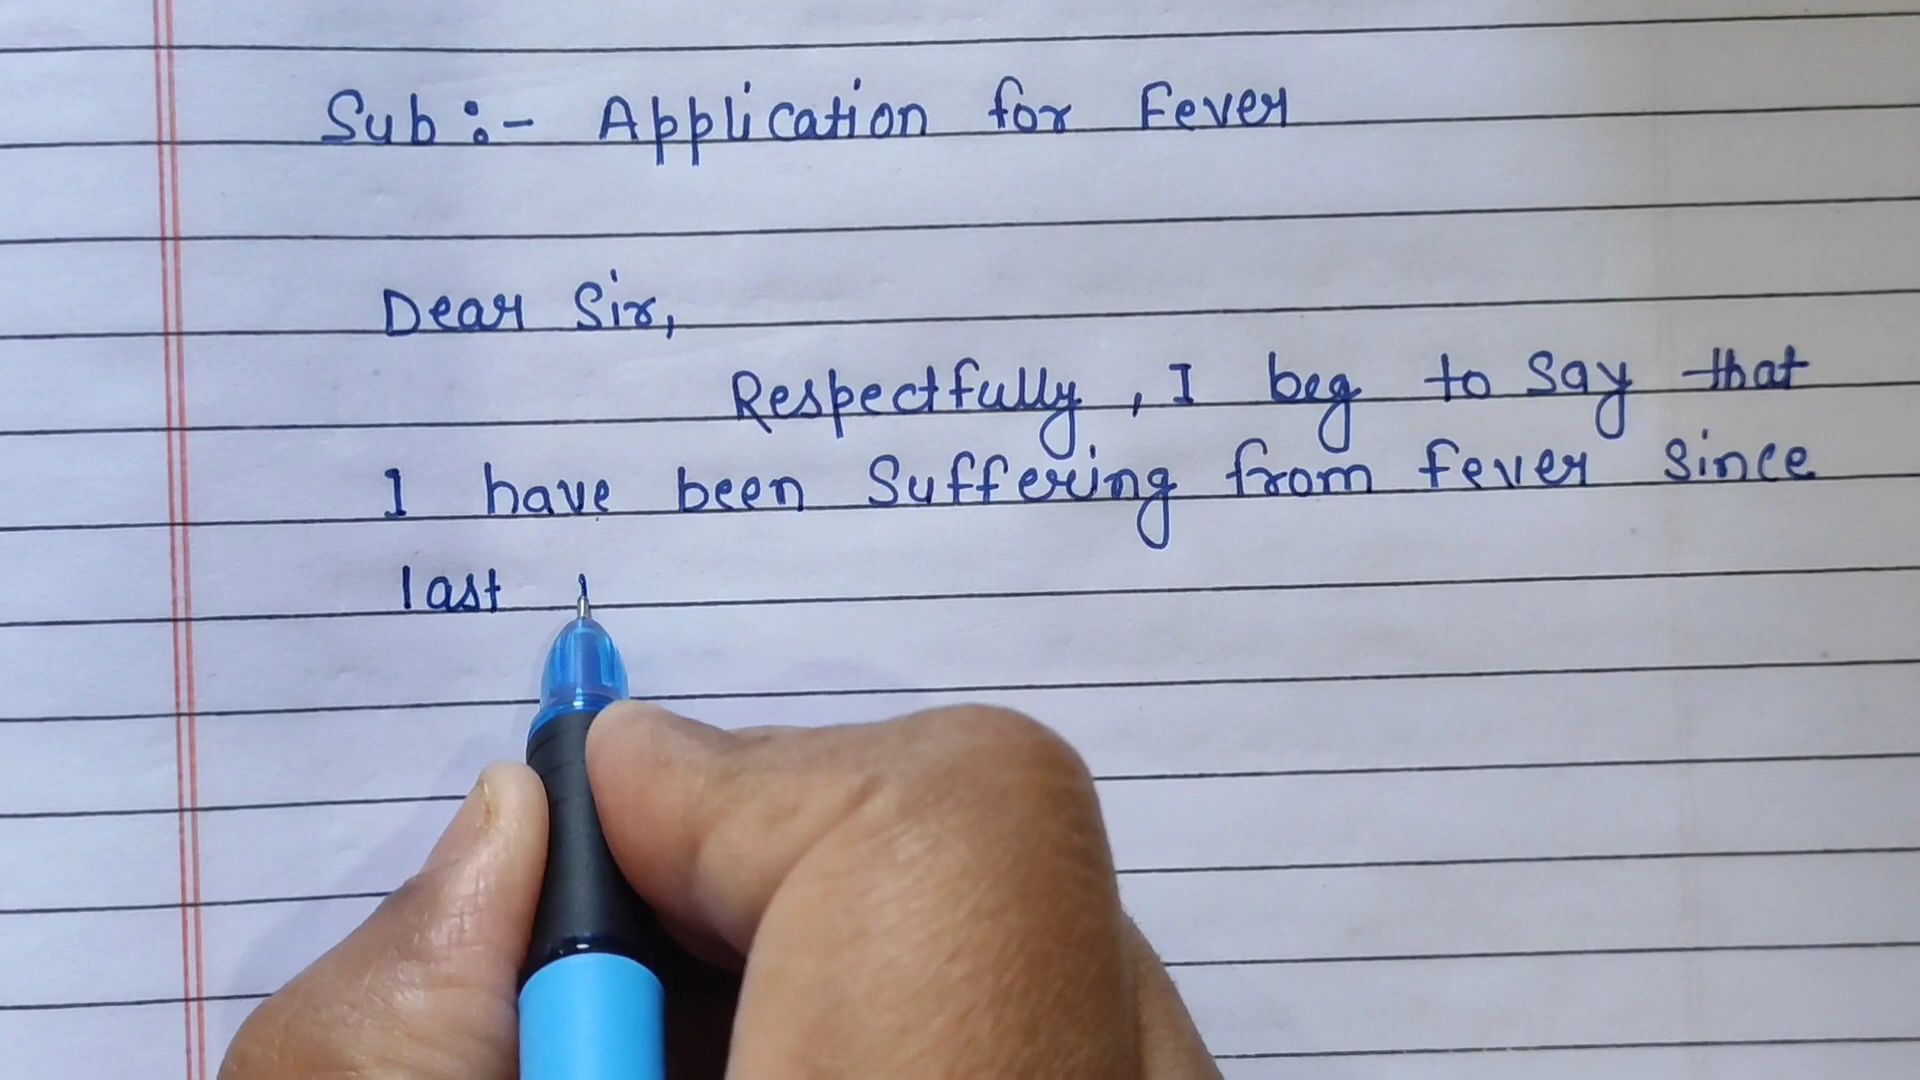 Sub :- Application for Fever
Dear Sir,
Respectfully, I beg to say that
I have been Suffering from fever since
last